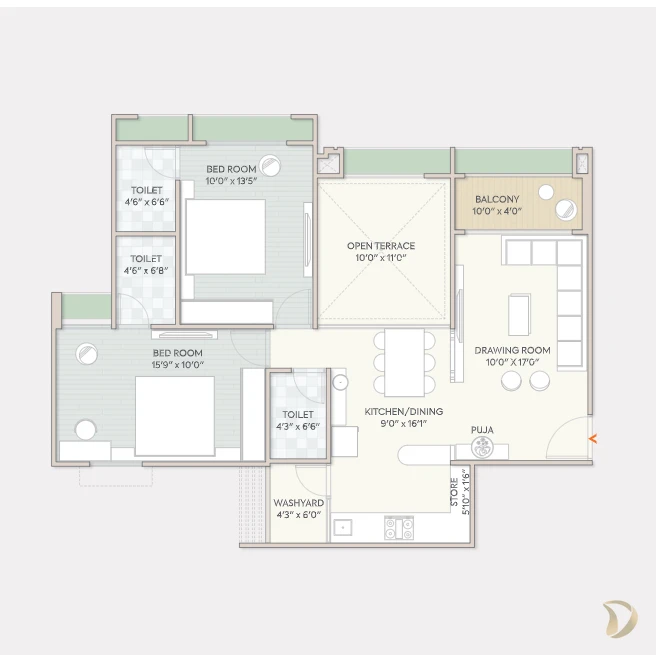 BED ROOM
10'0" x 13'5"
TOILET
4'6" x 6'6"
BALCONY
10'0" x 4'0"
OPEN TERRACE
10'0" x 11'0"
TOILET
4'6" x 6'8"
BED ROOM
15'9" x 10'0"
DRAWING ROOM
10'0" X 17'0"
TOILET
4'3" x 6'6"
KITCHEN/DINING
9'0" x 16'1"
PUJA
STORE
5'10" x 1'6"
WASHYARD
4'3" x 6'0"